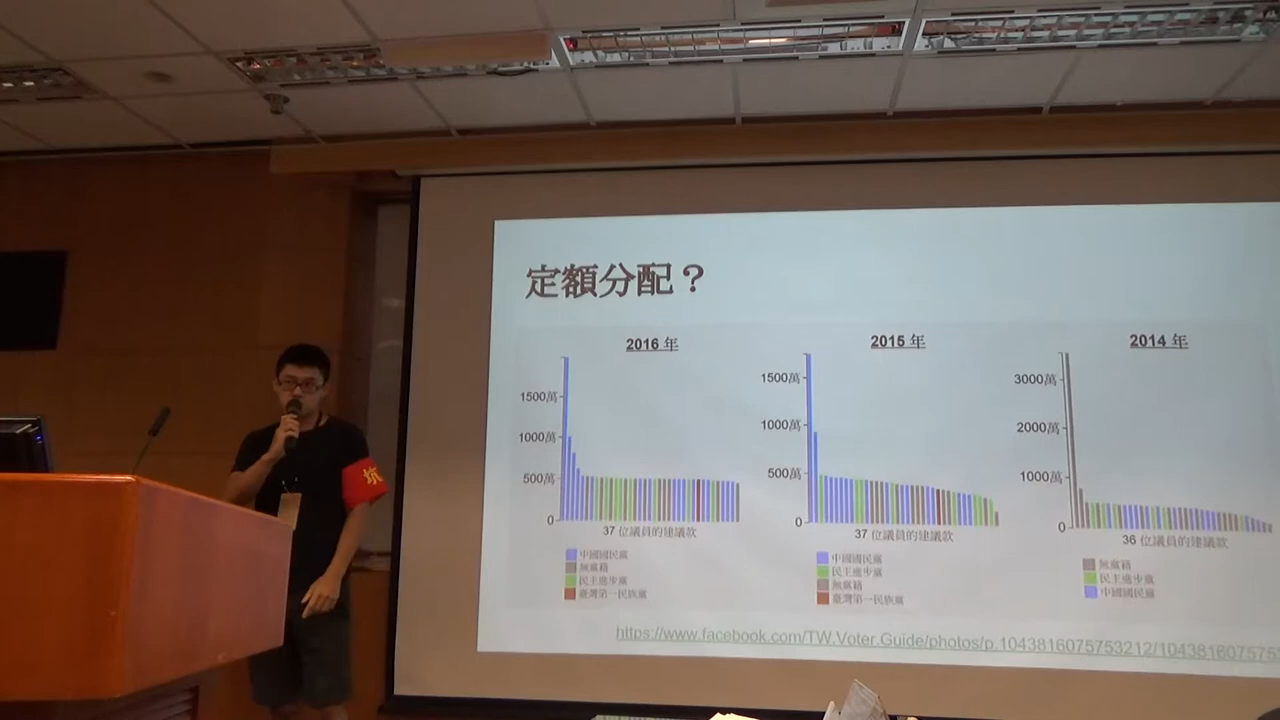 定額分配？
2016 年
1500萬
1000萬
500萬
0
37 位議員的建議款
中國國民黨
無黨籍
民主進步黨
臺灣第一民族黨
2015 年
1500萬
1000萬
500萬
0
37 位議員的建議款
中國國民黨
民主進步黨
無黨籍
臺灣第一民族黨
2014 年
3000萬
2000萬
1000萬
0
36 位議員的建議款
無黨籍
民主進步黨
中國國民黨
https://www.facebook.com/TW.Voter.Guide/photos/p.1043816075753212/10438160757532
坑